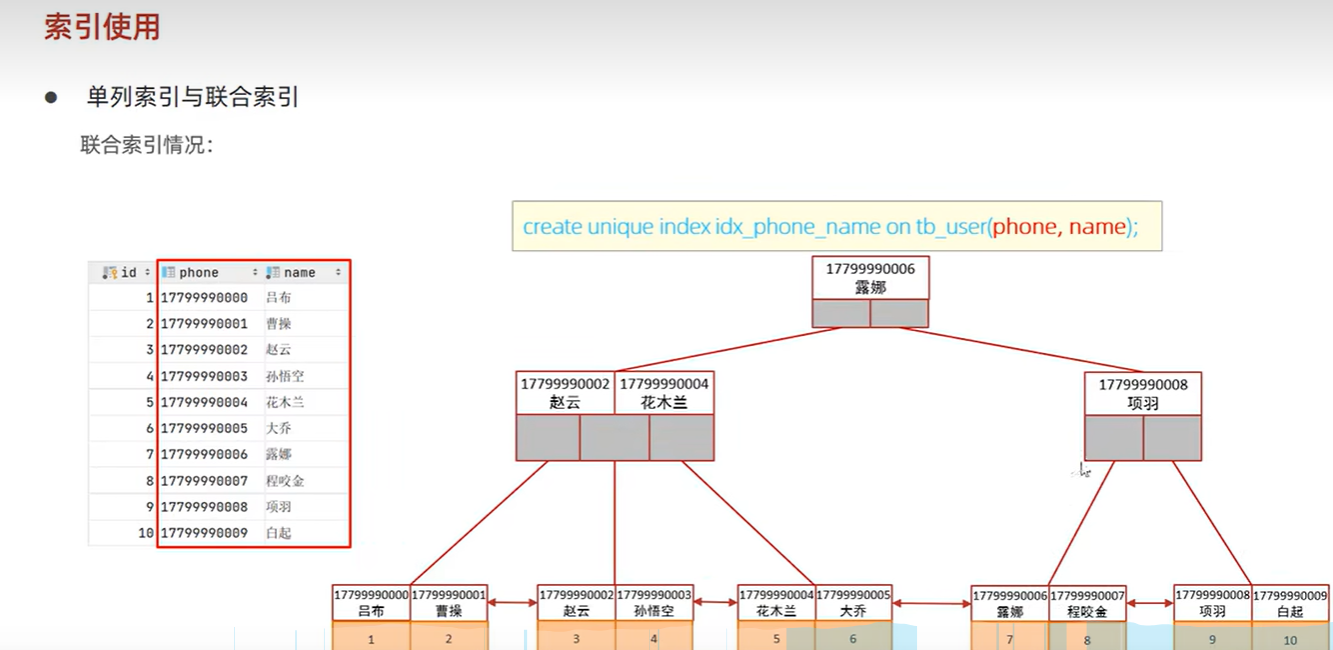 索引使用
● 单列索引与联合索引
联合索引情况：
create unique index idx_phone_name on tb_user(phone, name);
id phone name
1 17799990000 吕布
2 17799990001 曹操
3 17799990002 赵云
4 17799990003 孙悟空
5 17799990004 花木兰
6 17799990005 大乔
7 17799990006 露娜
8 17799990007 程咬金
9 17799990008 项羽
10 17799990009 白起
17799990006
露娜
17799990002 17799990004
赵云 花木兰
17799990008
项羽
17799990000 17799990001 17799990002 17799990003 17799990004 17799990005 17799990006 17799990007 17799990008 17799990009
吕布 曹操 赵云 孙悟空 花木兰 大乔 露娜 程咬金 项羽 白起
1 2 3 4 5 6 7 8 9 10